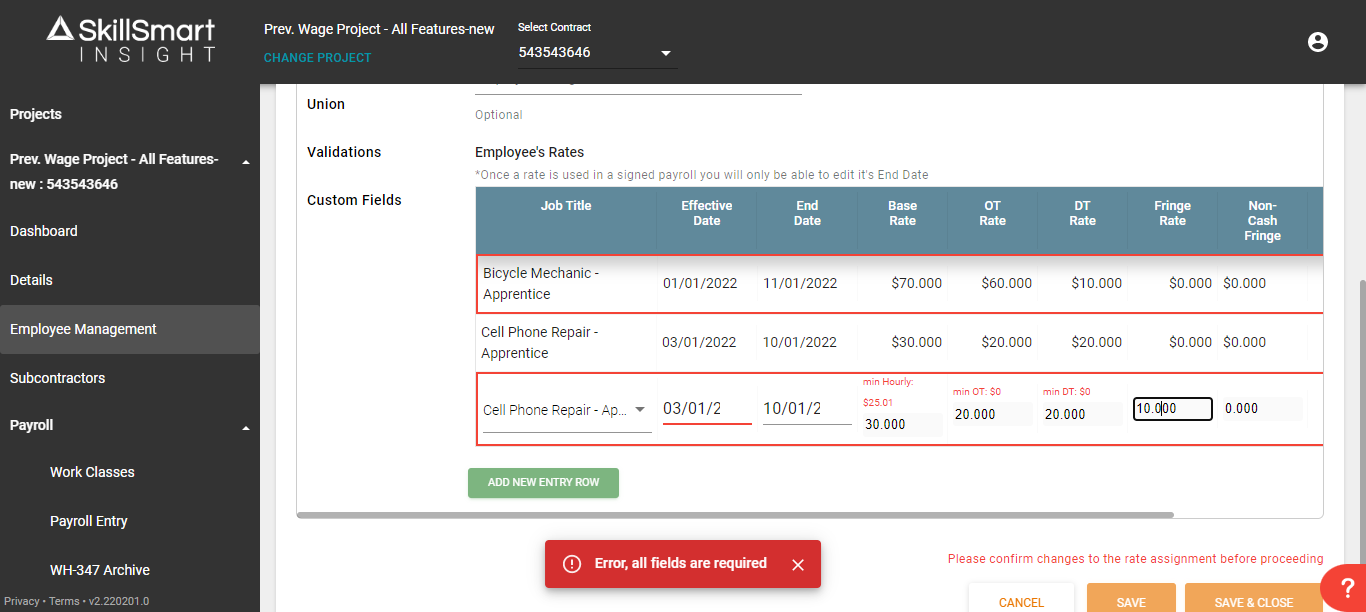 SkillSmart
INSIGHT
Prev. Wage Project - All Features-new
CHANGE PROJECT
Select Contract
543543646
Projects
Prev. Wage Project - All Features-
new : 543543646
Dashboard
Details
Employee Management
Subcontractors
Payroll
Work Classes
Payroll Entry
WH-347 Archive
Privacy • Terms • v2.220201.0
Union
Validations
Custom Fields
Optional
Employee's Rates
*Once a rate is used in a signed payroll you will only be able to edit it's End Date
Job Title
Effective
Date
End
Date
Base
Rate
OT
Rate
DT
Rate
Fringe
Rate
Non-
Cash
Fringe
Bicycle Mechanic -
Apprentice
01/01/2022
11/01/2022
$70.000
$60.000
$10.000
$0.000
$0.000
Cell Phone Repair -
Apprentice
03/01/2022
10/01/2022
$30.000
$20.000
$20.000
$0.000
$0.000
Cell Phone Repair - Ap...
03/01/2
10/01/2
min Hourly:
$25.01
30.000
min OT: $0
20.000
min DT: $0
20.000
10.000
0.000
ADD NEW ENTRY ROW
Error, all fields are required
Please confirm changes to the rate assignment before proceeding
CANCEL
SAVE
SAVE & CLOSE
?